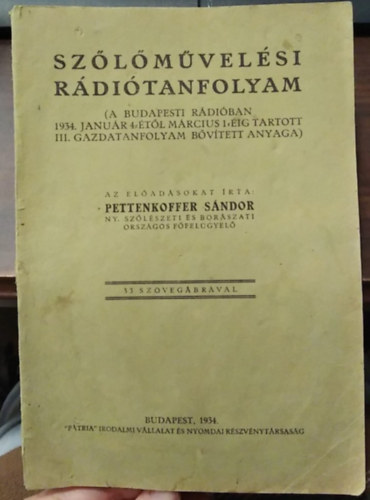 SZŐLŐMŰVELÉSI
RÁDIÓTANFOLYAM
(A BUDAPESTI RÁDIÓBAN
1934. JANUÁR 4-ÉTŐL MÁRCIUS 1-ÉIG TARTOTT
III. GAZDATANFOLYAM BŐVÍTETT ANYAGA)
AZ ELŐADÁSOKAT ÍRTA:
PETTENKOFFER SÁNDOR
NY. SZŐLÉSZETI ÉS BORÁSZATI
ORSZÁGOS FŐFELÜGYELŐ
SZÖVEGÁBRÁVAL
BUDAPEST, 1934.
"PÁTRIA" IRODALMI VÁLLALAT ÉS NYOMDAI RÉSZVÉNYTÁRSASÁG